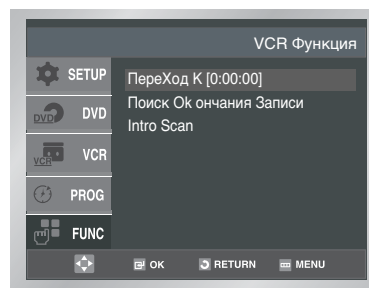 VCR Функция
SETUP
DVD DVD
VCR VCR
PROG
FUNC
ПереХод К [0:00:00]
Поиск Ok ончания Записи
Intro Scan
OK RETURN MENU